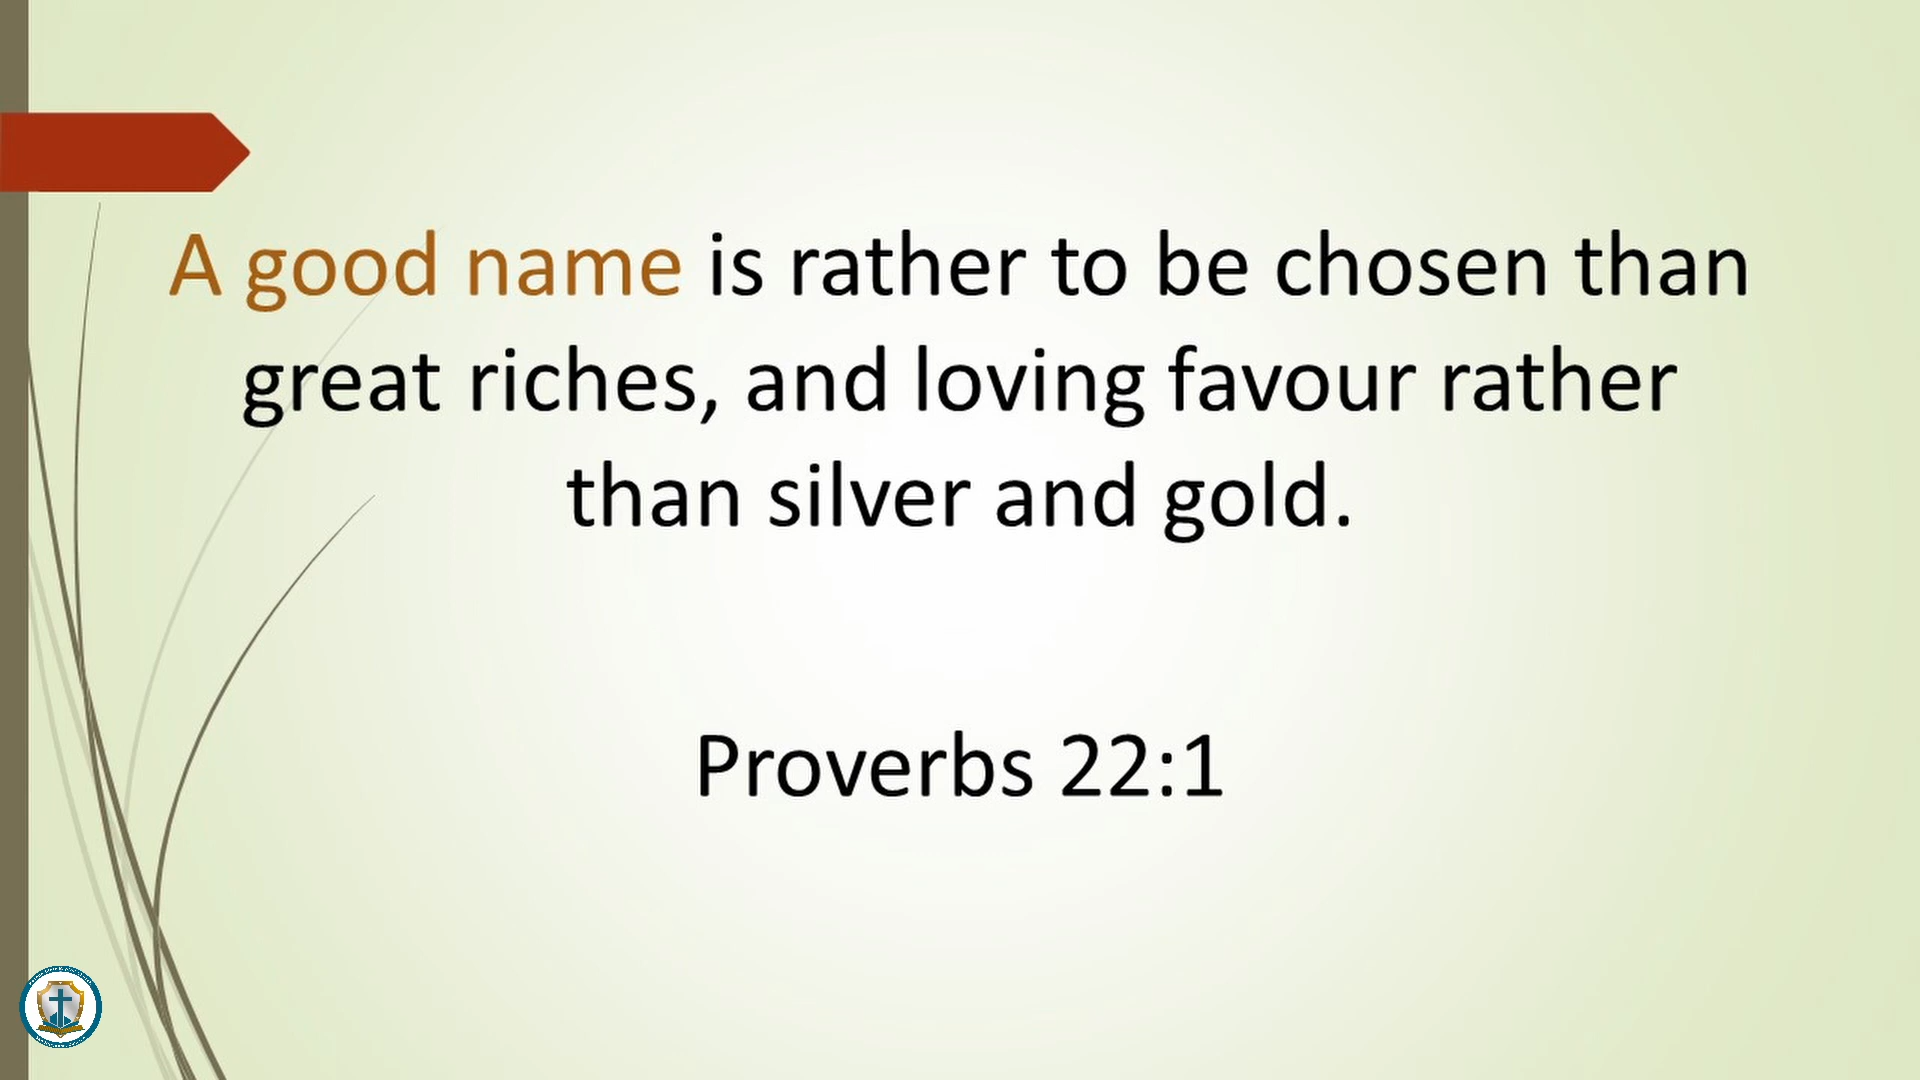 A good name is rather to be chosen than
great riches, and loving favour rather
than silver and gold.
Proverbs 22:1